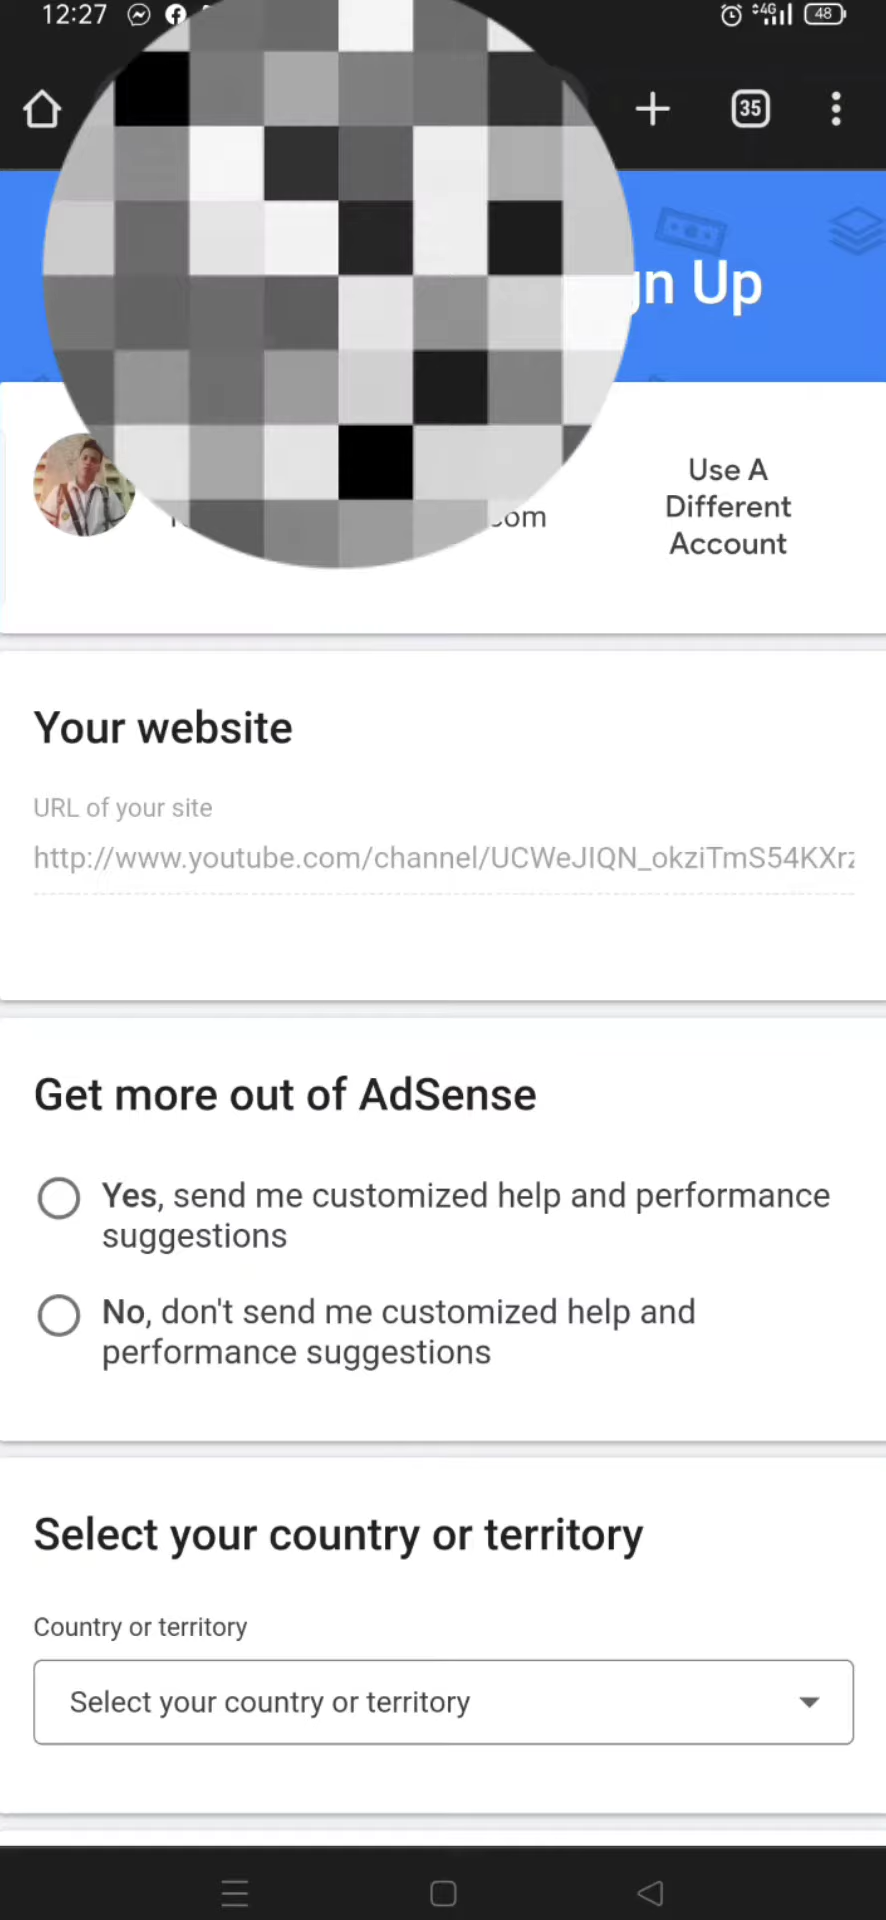 12:27
4G
48
35
n Up
om
Use A
Different
Account
Your website
URL of your site
http://www.youtube.com/channel/UCWeJIQN_okziTmS54KXrz
Get more out of AdSense
Yes, send me customized help and performance
suggestions
No, don't send me customized help and
performance suggestions
Select your country or territory
Country or territory
Select your country or territory